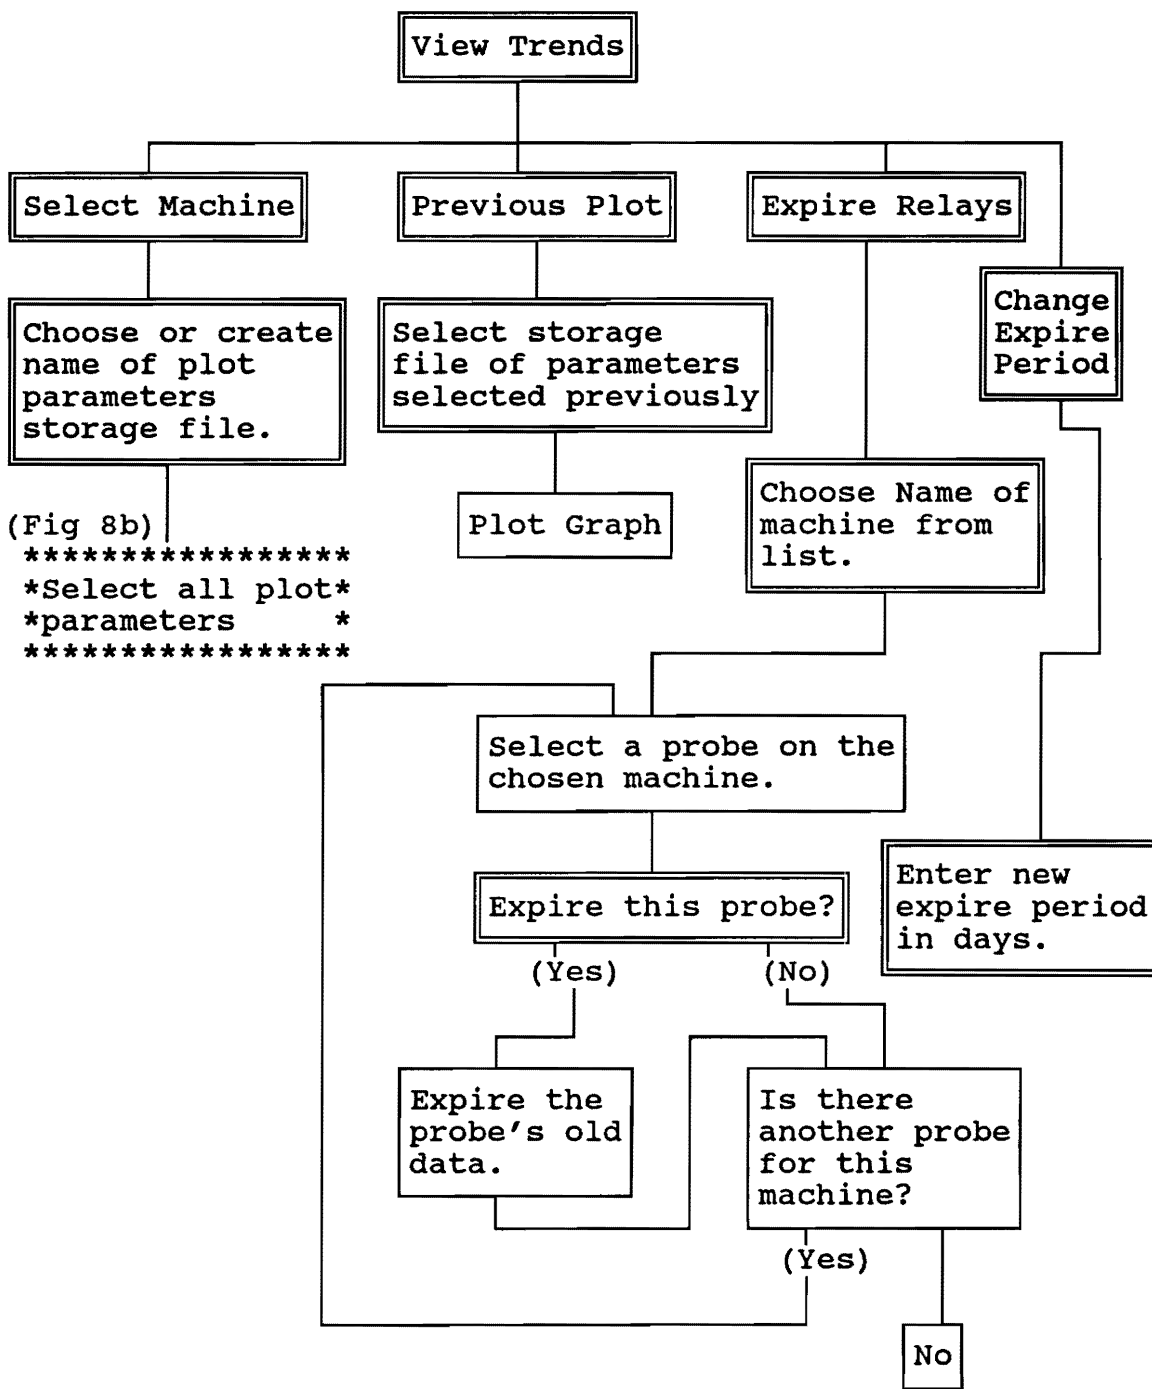 View Trends
Select Machine
Previous Plot
Expire Relays
Change
Expire
Period
Choose or create
name of plot
parameters
storage file.
Select storage
file of parameters
selected previously
(Fig 8b)
*****************
*Select all plot*
*parameters     *
*****************
Plot Graph
Choose Name of
machine from
list.
Select a probe on the
chosen machine.
Expire this probe?
(Yes)
(No)
Enter new
expire period
in days.
Expire the
probe's old
data.
Is there
another probe
for this
machine?
(Yes)
No